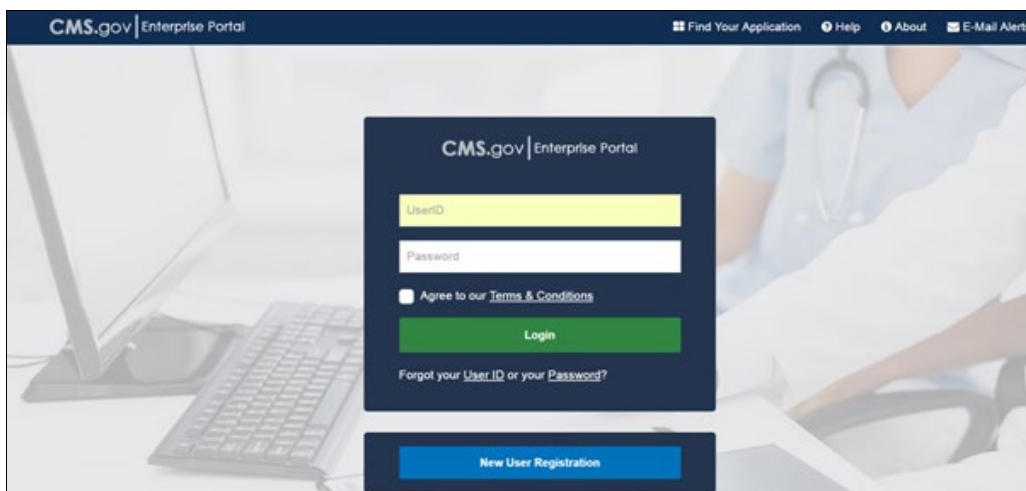 CMS.gov Enterprise Portal
Find Your Application Help About E-Mail Alert
CMS.gov Enterprise Portal
UserID
Password
Agree to our Terms & Conditions
Login
Forgot your User ID or your Password?
New User Registration